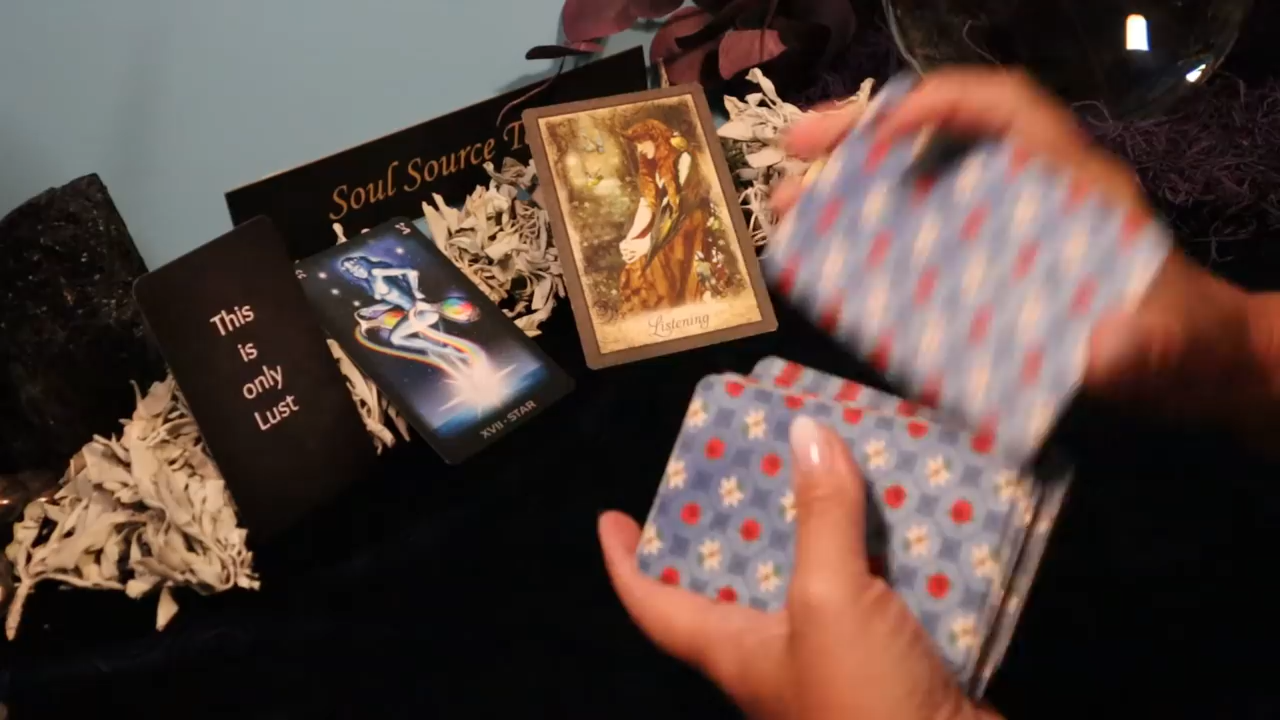 Soul Source
Listening
This
is
only
Lust
XVII · STAR